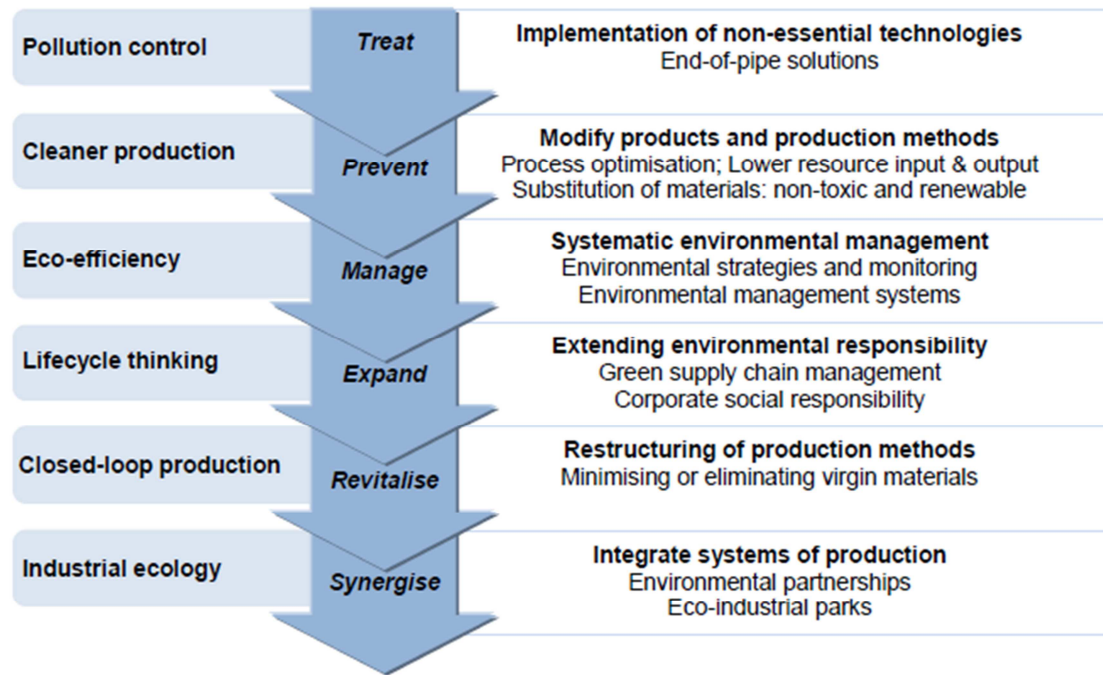 Pollution control
Treat
Implementation of non-essential technologies
End-of-pipe solutions
Cleaner production
Prevent
Modify products and production methods
Process optimisation; Lower resource input & output
Substitution of materials: non-toxic and renewable
Eco-efficiency
Manage
Systematic environmental management
Environmental strategies and monitoring
Environmental management systems
Lifecycle thinking
Expand
Extending environmental responsibility
Green supply chain management
Corporate social responsibility
Closed-loop production
Revitalise
Restructuring of production methods
Minimising or eliminating virgin materials
Industrial ecology
Synergise
Integrate systems of production
Environmental partnerships
Eco-industrial parks